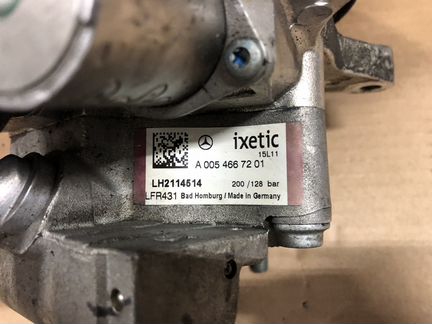 ixetic
15L11
A 005 466 72 01
LH2114514 200 / 128 bar
LFR431 Bad Homburg / Made in Germany